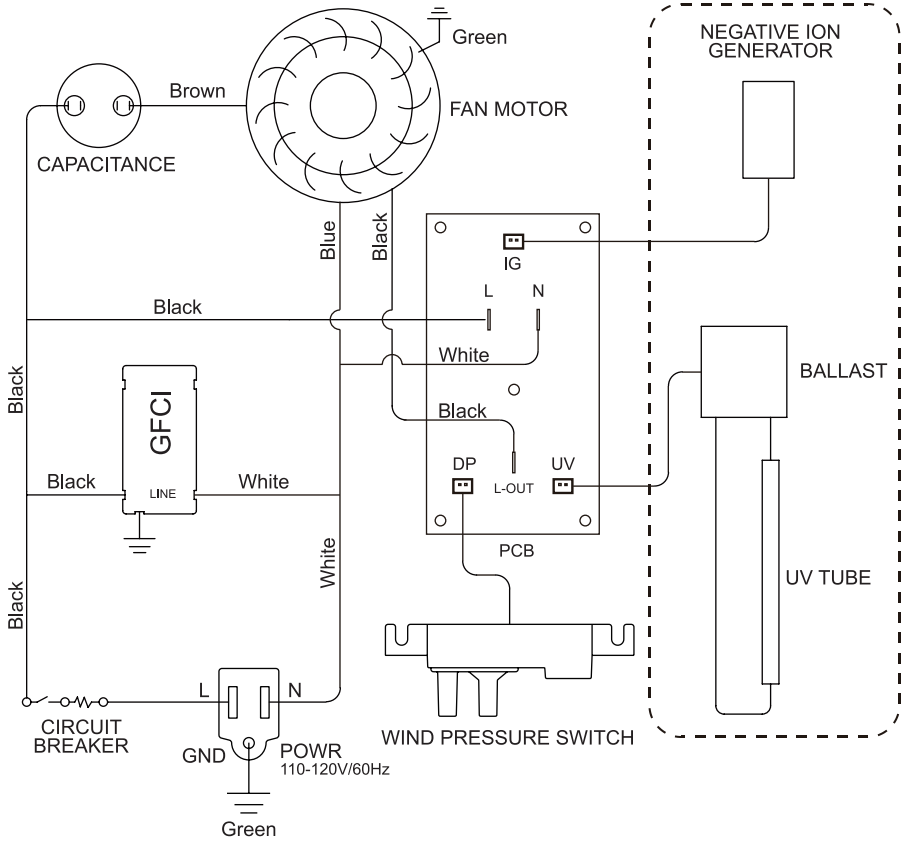 NEGATIVE ION
GENERATOR
Green
Brown
FAN MOTOR
CAPACITANCE
Blue
Black
IG
L
N
Black
White
BALLAST
Black
GFCI
Black
DP
UV
Black
White
LINE
L-OUT
PCB
White
UV TUBE
Black
L
N
CIRCUIT
BREAKER
WIND PRESSURE SWITCH
GND
POWR
110-120V/60Hz
Green